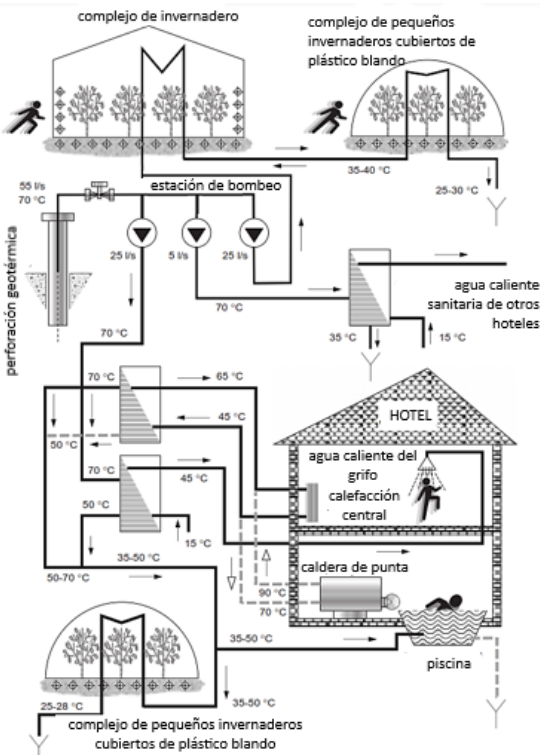 complejo de invernadero
complejo de pequeños
invernaderos cubiertos de
plástico blando
35-40 °C
25-30 °C
estación de bombeo
55 l/s
70 °C
25 l/s
5 l/s
25 l/s
perforación geotérmica
70 °C
70 °C
agua caliente
sanitaria de otros
hoteles
35 °C
15 °C
70 °C
65 °C
45 °C
50 °C
HOTEL
agua caliente del
grifo
calefacción
central
70 °C
45 °C
50 °C
15 °C
35-50 °C
50-70 °C
caldera de punta
90 °C
70 °C
35-50 °C
piscina
25-28 °C
35-50 °C
complejo de pequeños invernaderos
cubiertos de plástico blando